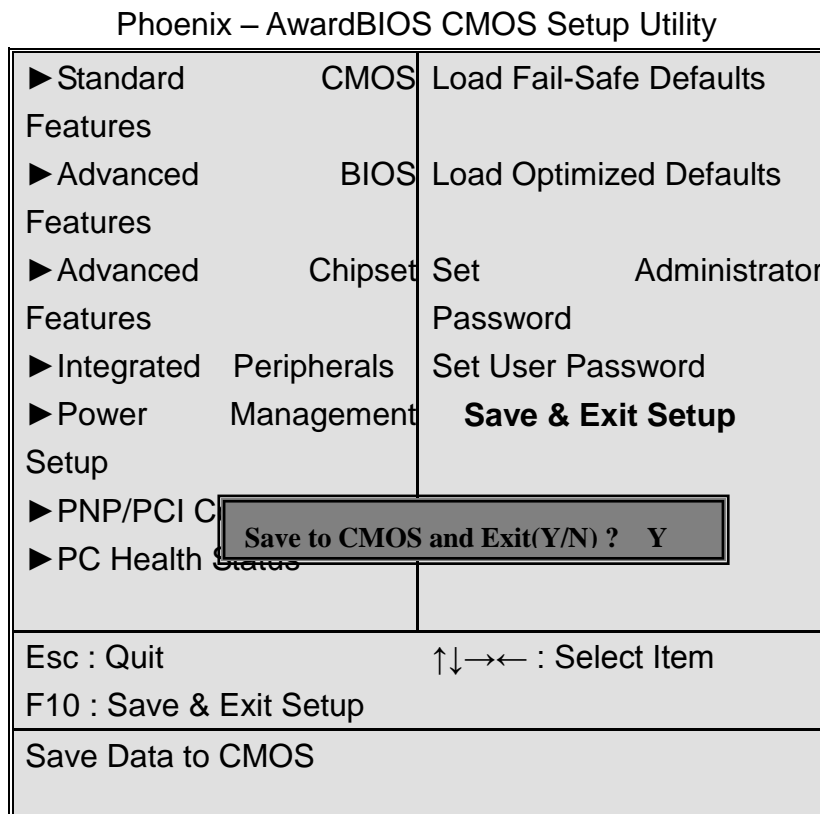 Phoenix – AwardBIOS CMOS Setup Utility
►Standard CMOS
Features
►Advanced BIOS
Features
►Advanced Chipset
Features
►Integrated Peripherals
►Power Management
Setup
►PNP/PCI
►PC Health Status
Load Fail-Safe Defaults
Load Optimized Defaults
Set Administrator
Password
Set User Password
Save & Exit Setup
Save to CMOS and Exit(Y/N) ? Y
Esc : Quit
↑↓→← : Select Item
F10 : Save & Exit Setup
Save Data to CMOS